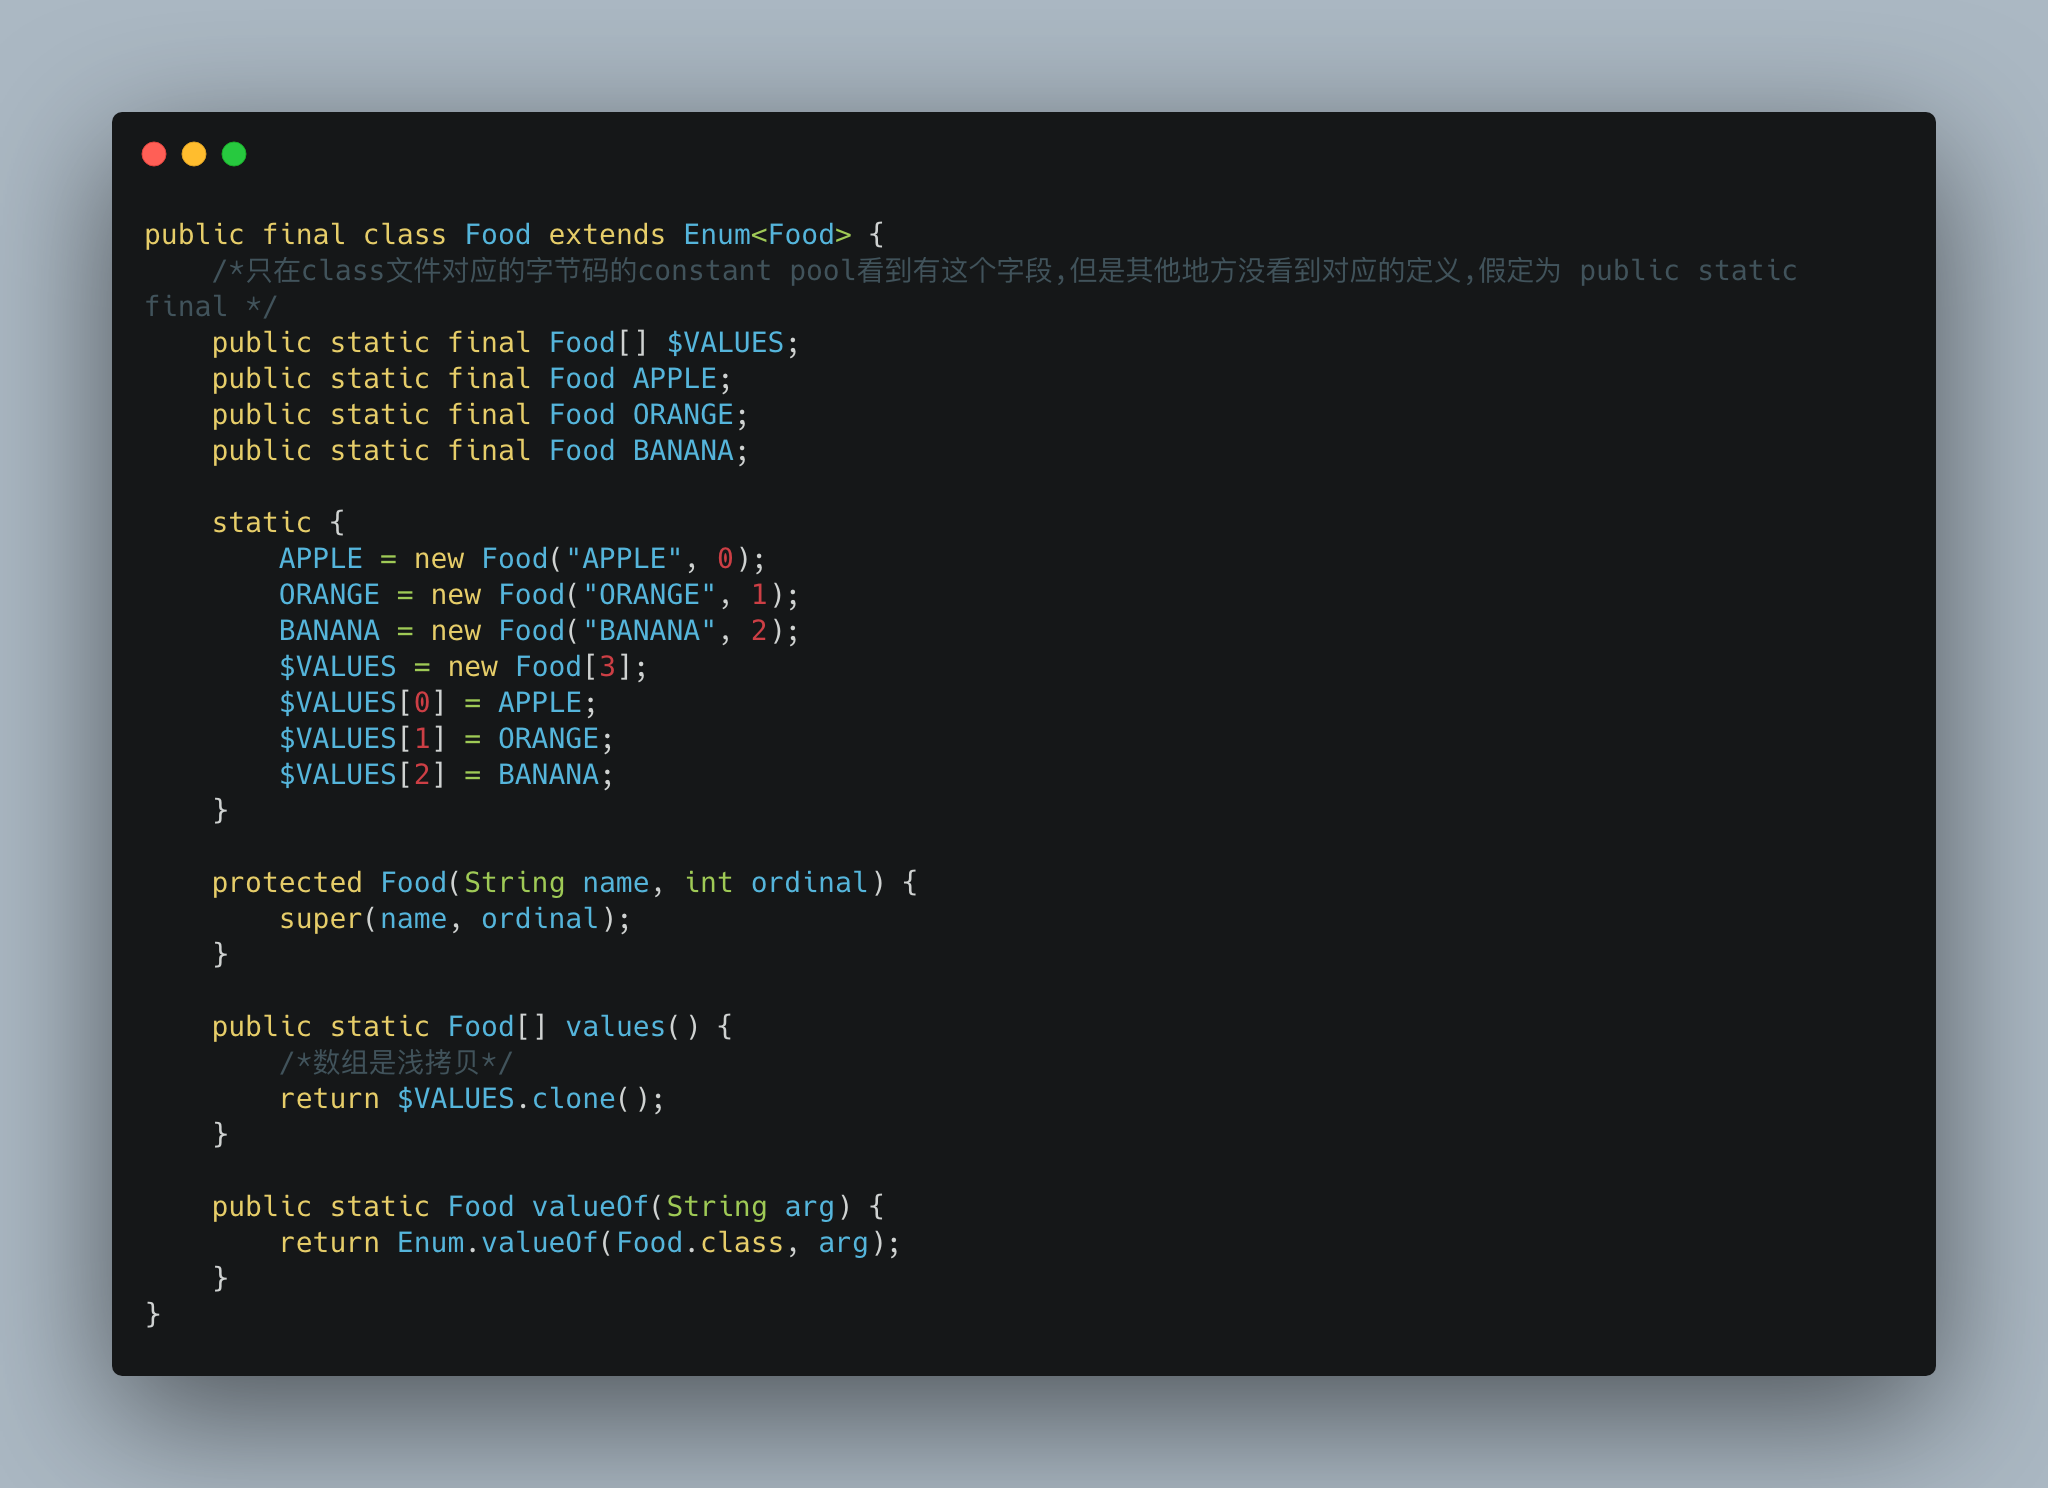 public final class Food extends Enum<Food> {
    /*只在class文件对应的字节码的constant pool看到有这个字段,但是其他地方没看到对应的定义,假定为 public static
final */
    public static final Food[] $VALUES;
    public static final Food APPLE;
    public static final Food ORANGE;
    public static final Food BANANA;

    static {
        APPLE = new Food("APPLE", 0);
        ORANGE = new Food("ORANGE", 1);
        BANANA = new Food("BANANA", 2);
        $VALUES = new Food[3];
        $VALUES[0] = APPLE;
        $VALUES[1] = ORANGE;
        $VALUES[2] = BANANA;
    }

    protected Food(String name, int ordinal) {
        super(name, ordinal);
    }

    public static Food[] values() {
        /*数组是浅拷贝*/
        return $VALUES.clone();
    }

    public static Food valueOf(String arg) {
        return Enum.valueOf(Food.class, arg);
    }
}